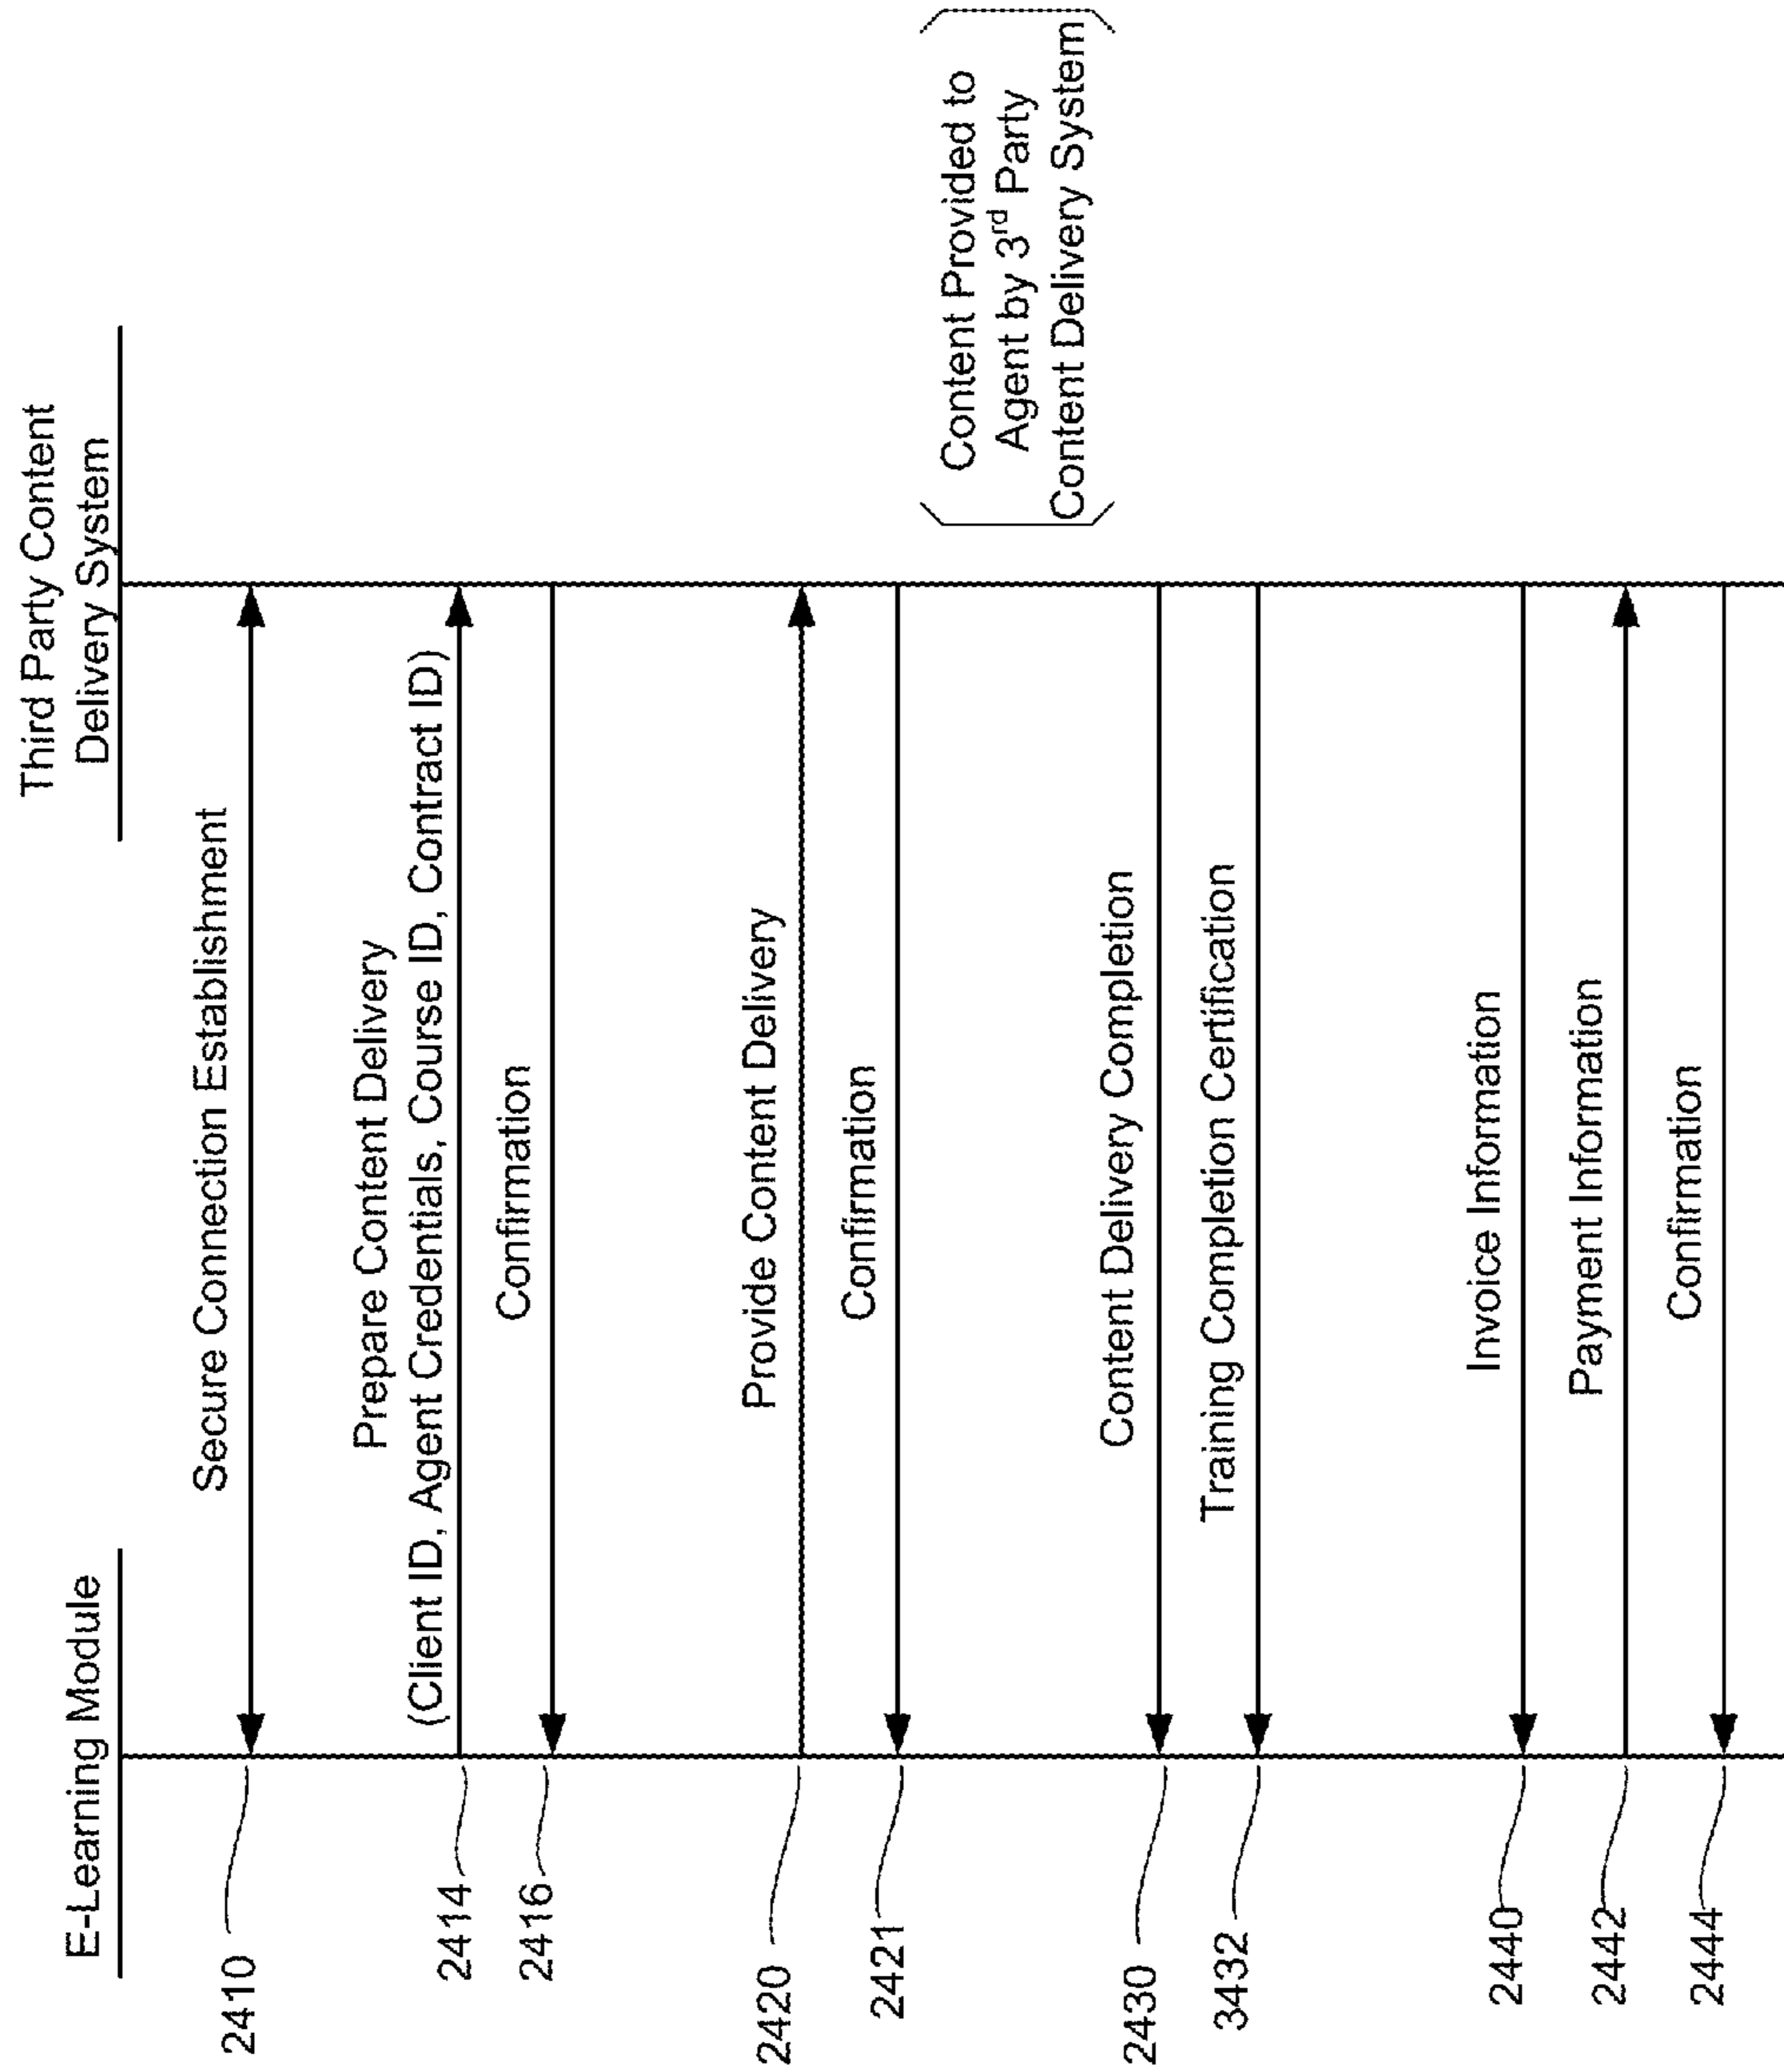 E-Learning Module
Third Party Content
Delivery System
2410
Secure Connection Establishment
2414
Prepare Content Delivery
(Client ID, Agent Credentials, Course ID, Contract ID)
2416
Confirmation
2420
Provide Content Delivery
2421
Confirmation
Content Provided to
Agent by 3rd Party
Content Delivery System
2430
Content Delivery Completion
3432
Training Completion Certification
2440
Invoice Information
2442
Payment Information
2444
Confirmation